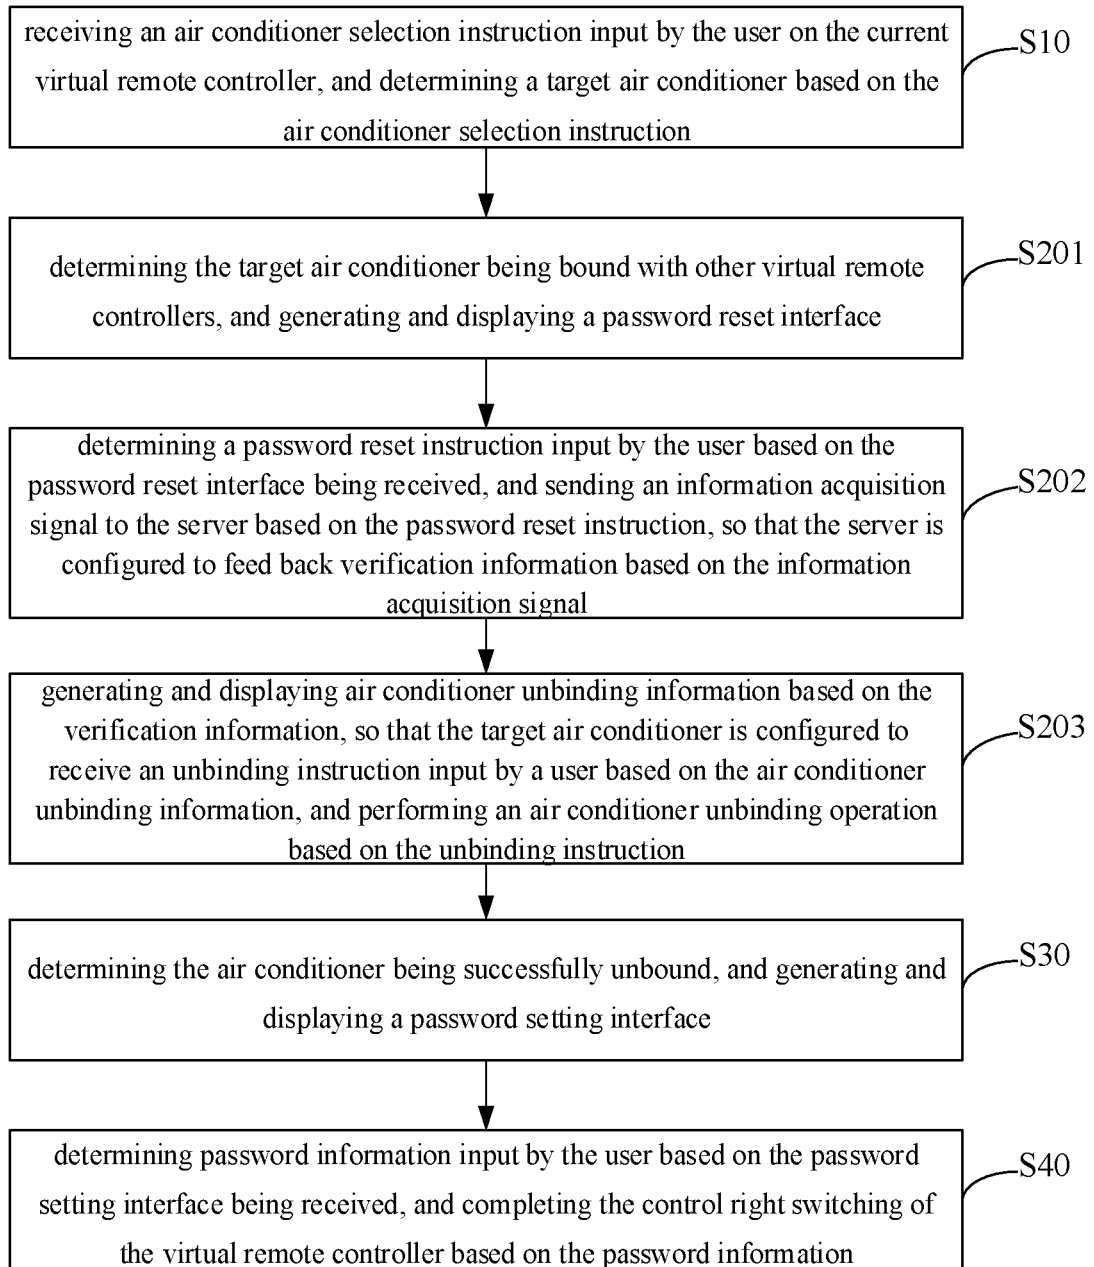 receiving an air conditioner selection instruction input by the user on the current
virtual remote controller, and determining a target air conditioner based on the
air conditioner selection instruction
S10
determining the target air conditioner being bound with other virtual remote
controllers, and generating and displaying a password reset interface
S201
determining a password reset instruction input by the user based on the
password reset interface being received, and sending an information acquisition
signal to the server based on the password reset instruction, so that the server is
configured to feed back verification information based on the information
acquisition signal
S202
generating and displaying air conditioner unbinding information based on the
verification information, so that the target air conditioner is configured to
receive an unbinding instruction input by a user based on the air conditioner
unbinding information, and performing an air conditioner unbinding operation
based on the unbinding instruction
S203
determining the air conditioner being successfully unbound, and generating and
displaying a password setting interface
S30
determining password information input by the user based on the password
setting interface being received, and completing the control right switching of
the virtual remote controller based on the password information
S40